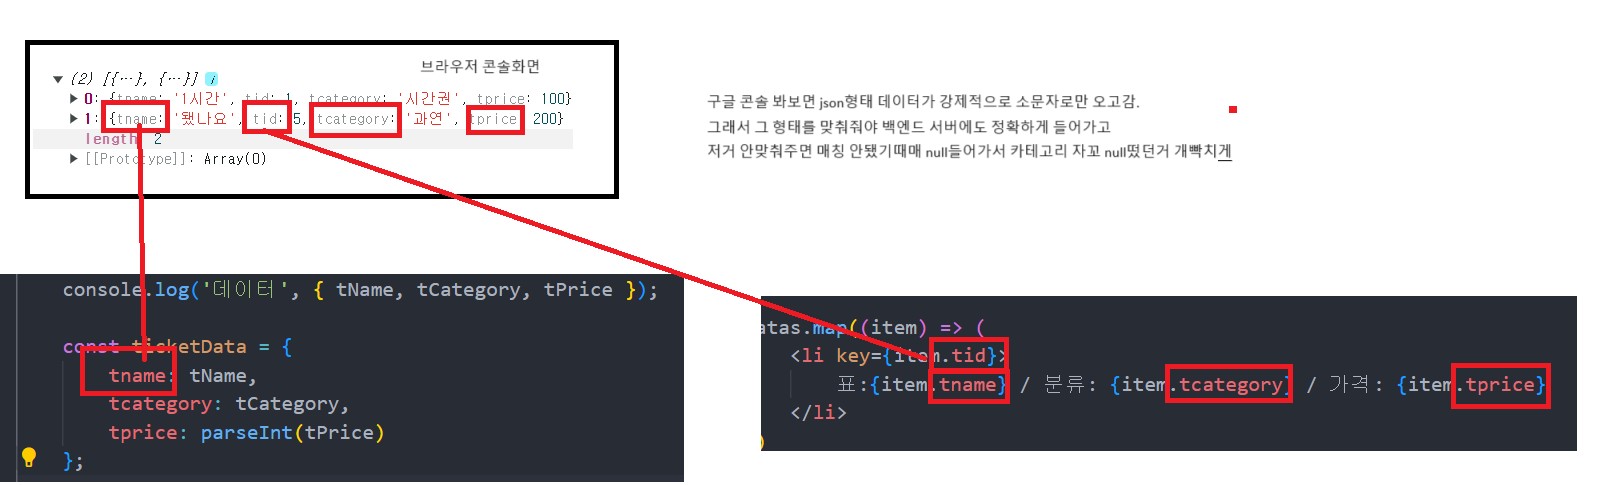 브라우저 콘솔화면
▼ (2) [{…}, {…}] i
▶ 0: {tname: '1시간', tid: 1, tcategory: '시간권', tprice: 100}
▶ 1: {tname: '됐나요', tid: 5, tcategory: '과연', tprice: 200}
length: 2
▶ [[Prototype]]: Array(0)
구글 콘솔 봐보면 json형태 데이터가 강제적으로 소문자로만 오고감.
그래서 그 형태를 맞춰줘야 백엔드 서버에도 정확하게 들어가고
저거 안맞춰주면 매칭 안됐기때매 null들어가서 카테고리 자꼬 null떴던거 개빡치게
console.log('데이터', { tName, tCategory, tPrice });
const ticketData = {
tname: tName,
tcategory: tCategory,
tprice: parseInt(tPrice)
};
atas.map((item) => (
<li key={item.tid}>
표:{item.tname} / 분류: {item.tcategory} / 가격: {item.tprice}
</li>
)